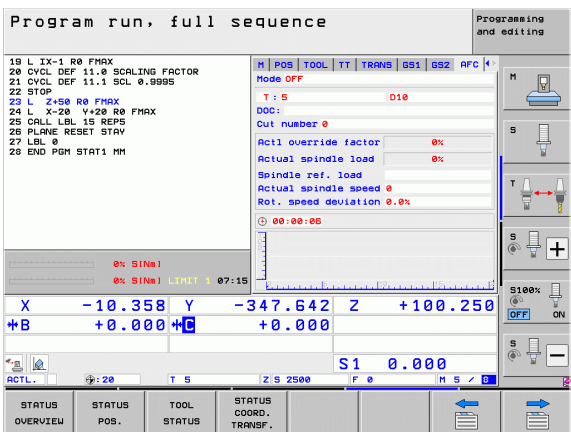 Program run, full sequence
Programming and editing
19 L IX-1 R0 FMAX
20 CYCL DEF 11.0 SCALING FACTOR
21 CYCL DEF 11.1 SCL 0.9995
22 STOP
23 L Z+50 R0 FMAX
24 L X-20 Y+20 R0 FMAX
25 CALL LBL 15 REP5
26 PLANE RESET STAY
27 LBL 0
28 END PGM STAT1 MM
0% S[Nm]
0% S[Nm] LIMIT 1 07:15
M POS TOOL TT TRANS GS1 GS2 AFC
Mode OFF
T : 5 D10
DOC:
Cut number 0
Actl override factor 0%
Actual spindle load 0%
Spindle ref. load
Actual spindle speed 0
Rot. speed deviation 0.0%
00:00:06
X -10.358 Y -347.642 Z +100.250
B +0.000 C +0.000
S1 0.000
ACTL. : 20 T 5 Z S 2500 F 0 M 5 / 8
M
S
T
S +
S100%
OFF ON
S −
STATUS OVERVIEW
STATUS POS.
TOOL STATUS
STATUS COORD. TRANSF.